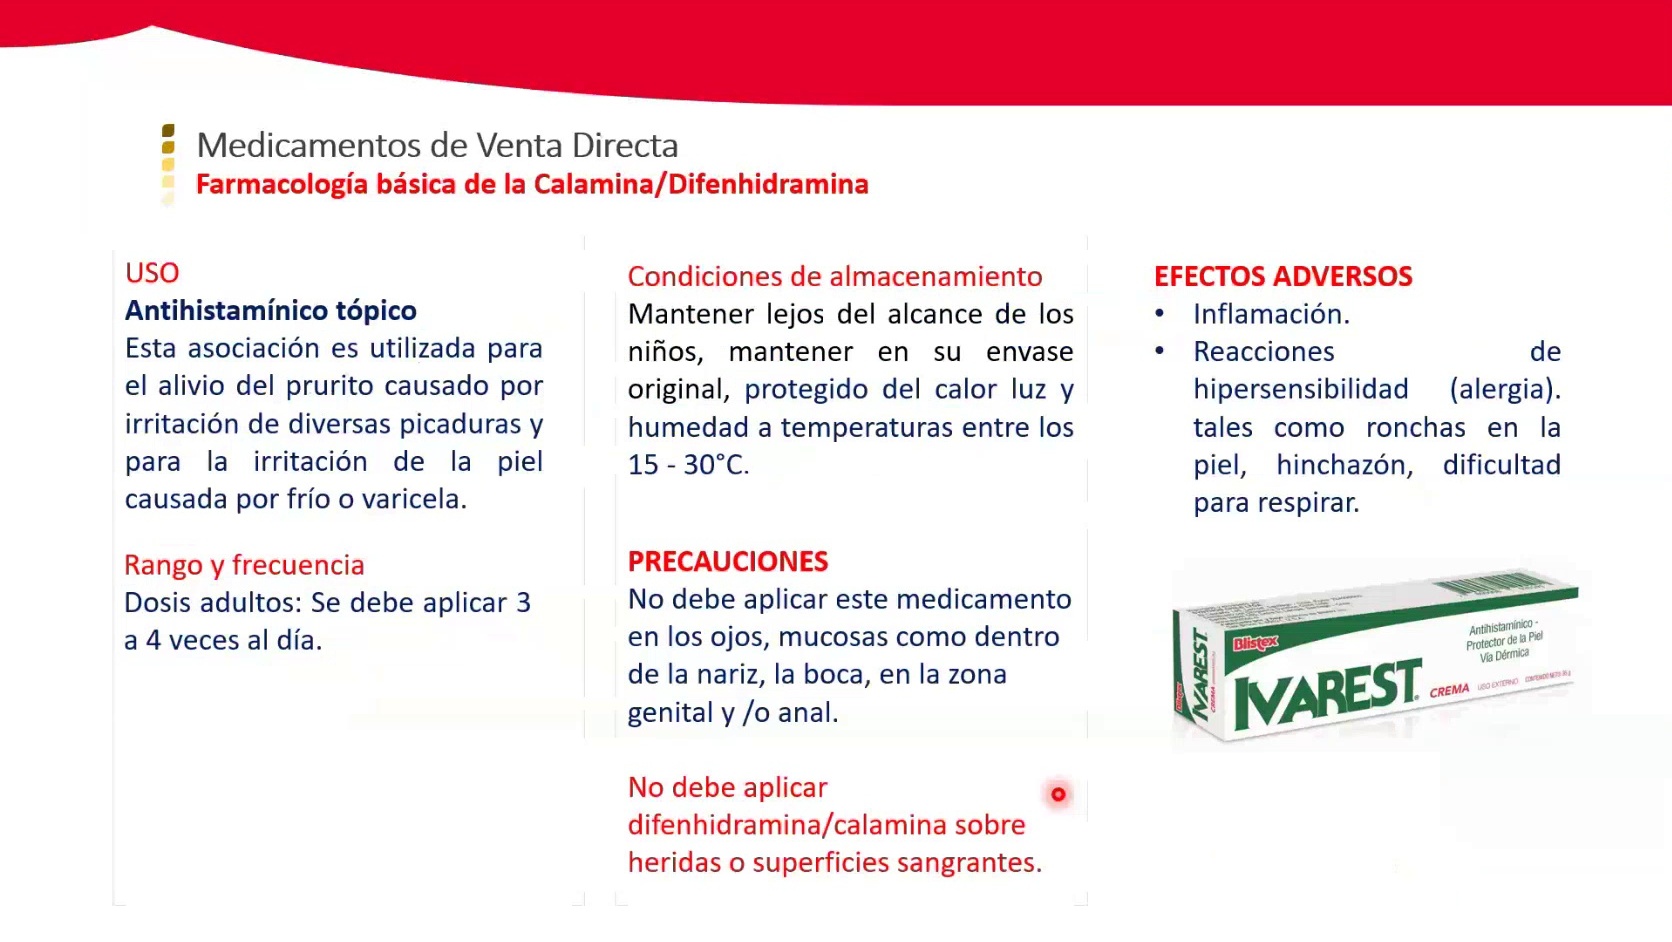 Medicamentos de Venta Directa
Farmacología básica de la Calamina/Difenhidramina
USO
Antihistamínico tópico
Esta asociación es utilizada para
el alivio del prurito causado por
irritación de diversas picaduras y
para la irritación de la piel
causada por frío o varicela.
Rango y frecuencia
Dosis adultos: Se debe aplicar 3
a 4 veces al día.
Condiciones de almacenamiento
Mantener lejos del alcance de los
niños, mantener en su envase
original, protegido del calor luz y
humedad a temperaturas entre los
15 - 30°C.
PRECAUCIONES
No debe aplicar este medicamento
en los ojos, mucosas como dentro
de la nariz, la boca, en la zona
genital y /o anal.
No debe aplicar
difenhidramina/calamina sobre
heridas o superficies sangrantes.
EFECTOS ADVERSOS
• Inflamación.
• Reacciones de
hipersensibilidad (alergia).
tales como ronchas en la
piel, hinchazón, dificultad
para respirar.
Blistex
IVAREST
CREMA
Blistex
IVAREST.
Antihistamínico -
Protector de la Piel
Vía Dérmica
CREMA USO EXTERNO CONTENIDO NETO